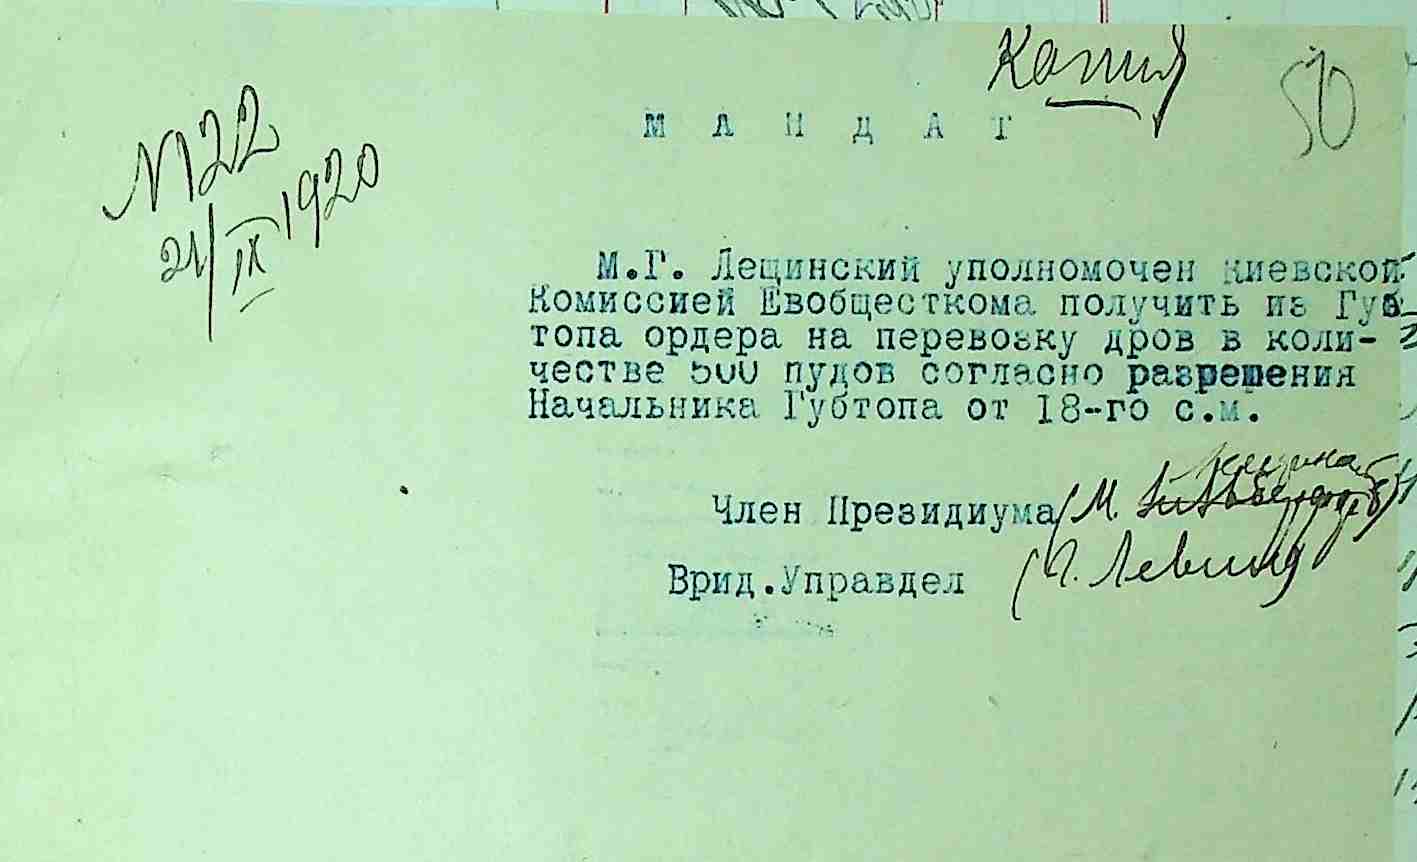 Копия
50
М А Н Д А Т
N 22
21/IX 1920
М.Г. Лещинский уполномочен Киевской
Комиссией Евобщесткома получить из Губ
топа ордера на перевозку дров в коли-
честве 500 пудов согласно разрешения
Начальника Губтопа от 18-го с.м.
Член Президиума (М.
Врид.Управдел (